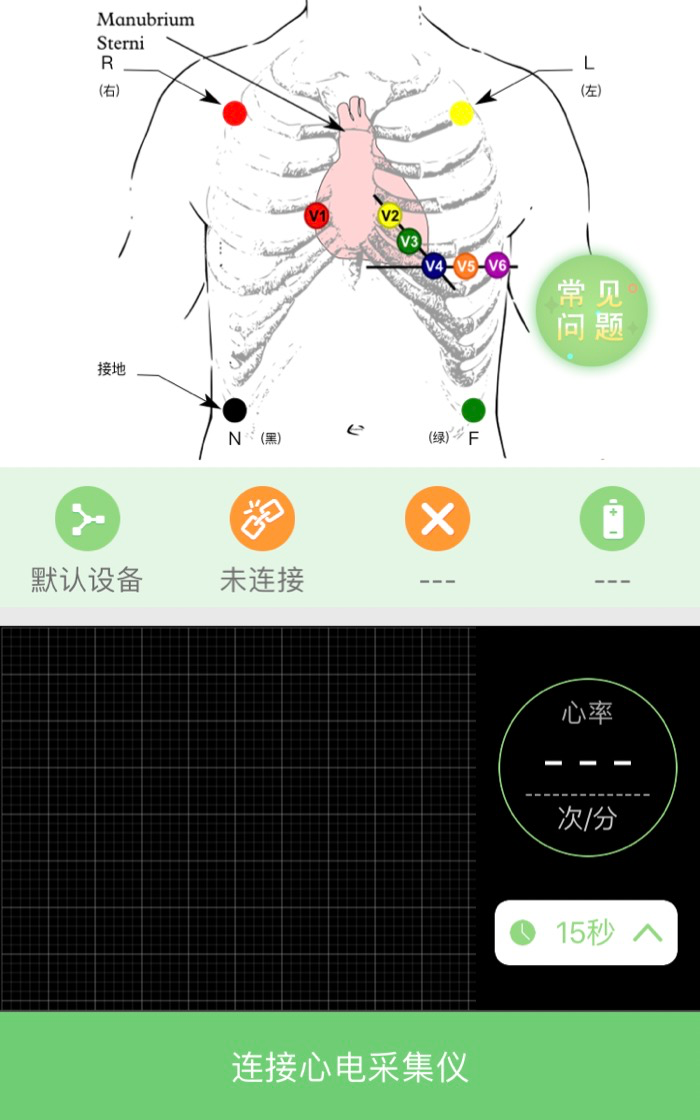 Manubrium
Sterni
R
(右)
L
(左)
V1
V2
V3
V4
V5
V6
常见
问题
接地
N (黑)
(绿) F
默认设备
未连接
---
---
心率
---
次/分
15秒
连接心电采集仪